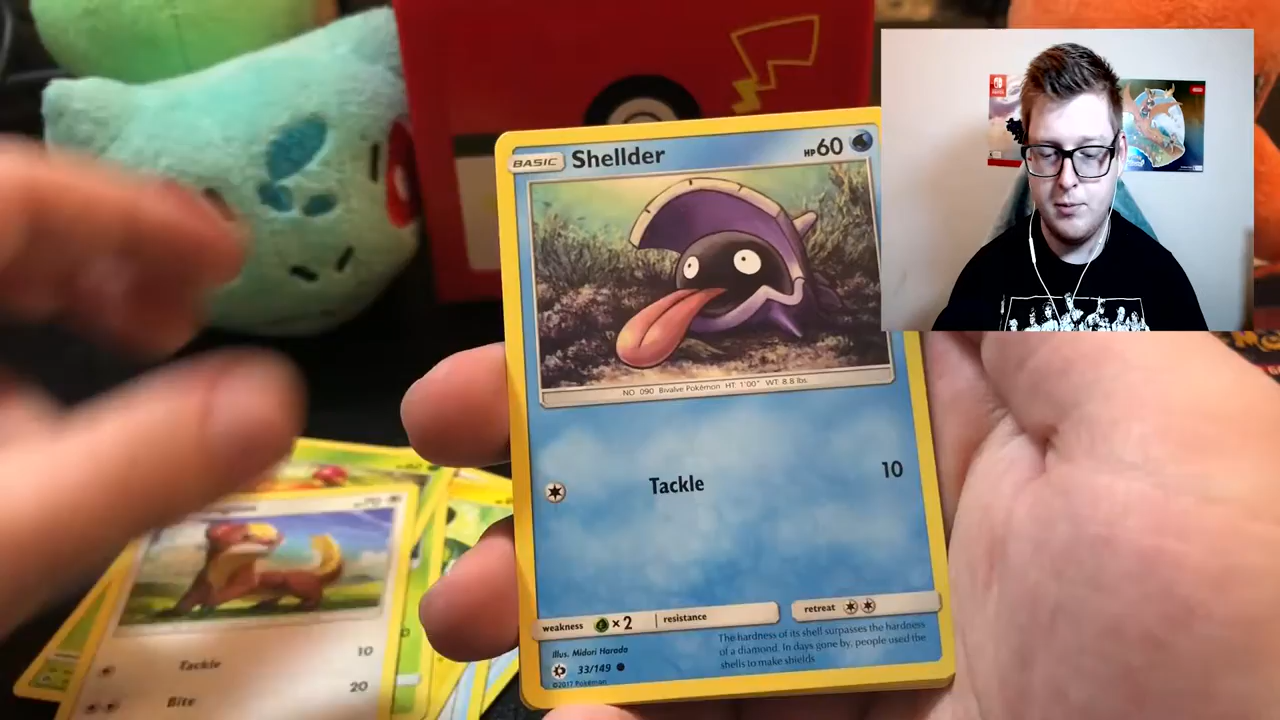 BASIC Shellder HP60
NO 090 Bivalve Pokémon HT: 1'00" WT: 8.8 lbs.
Tackle 10
weakness ×2 resistance retreat
The hardness of its shell surpasses the hardness
of a diamond. In days gone by, people used the
shells to make shields.
Illus. Midori Harada
33/149
©2017 Pokémon
Tackle 10
Bite 20